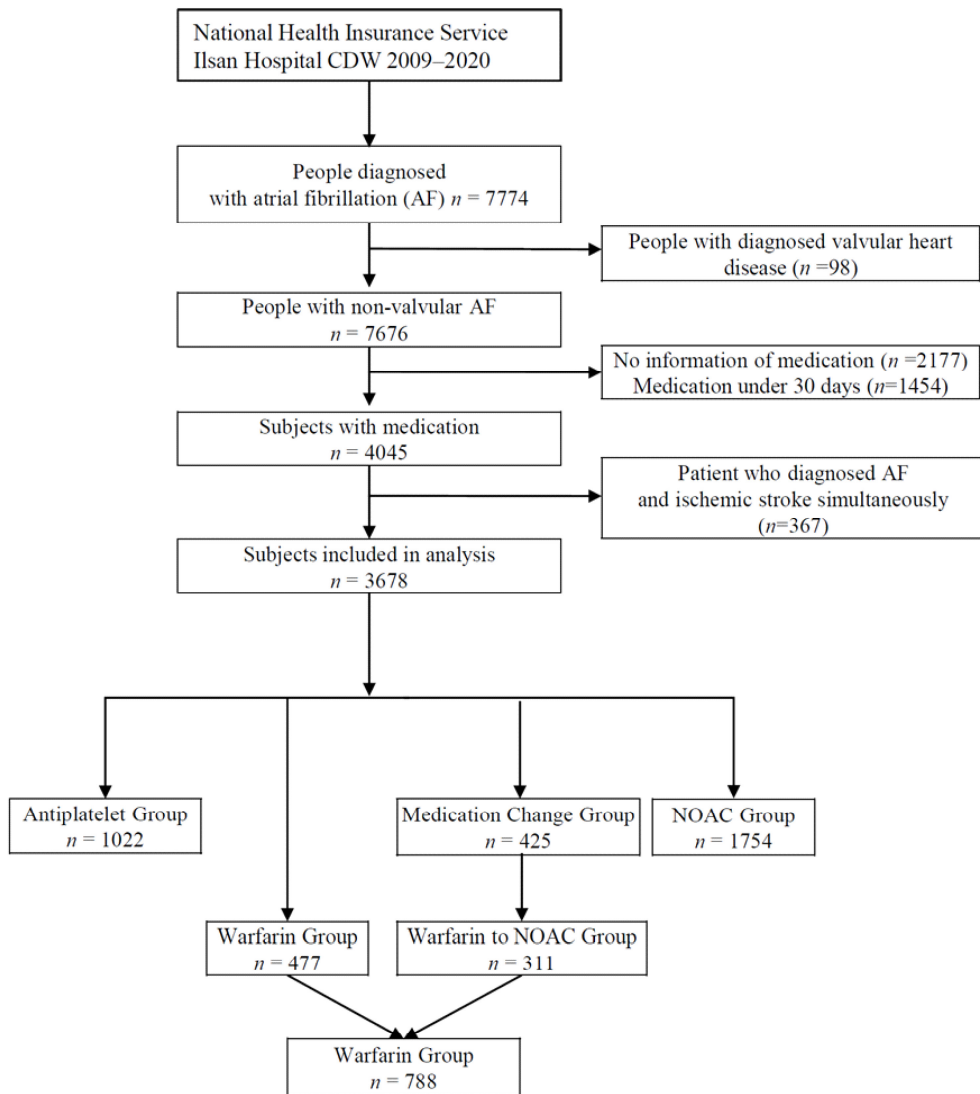 National Health Insurance Service
Ilsan Hospital CDW 2009–2020
People diagnosed
with atrial fibrillation (AF) n = 7774
People with diagnosed valvular heart
disease (n =98)
People with non-valvular AF
n = 7676
No information of medication (n =2177)
Medication under 30 days (n=1454)
Subjects with medication
n = 4045
Patient who diagnosed AF
and ischemic stroke simultaneously
(n=367)
Subjects included in analysis
n = 3678
Antiplatelet Group
n = 1022
Medication Change Group
n = 425
NOAC Group
n = 1754
Warfarin Group
n = 477
Warfarin to NOAC Group
n = 311
Warfarin Group
n = 788